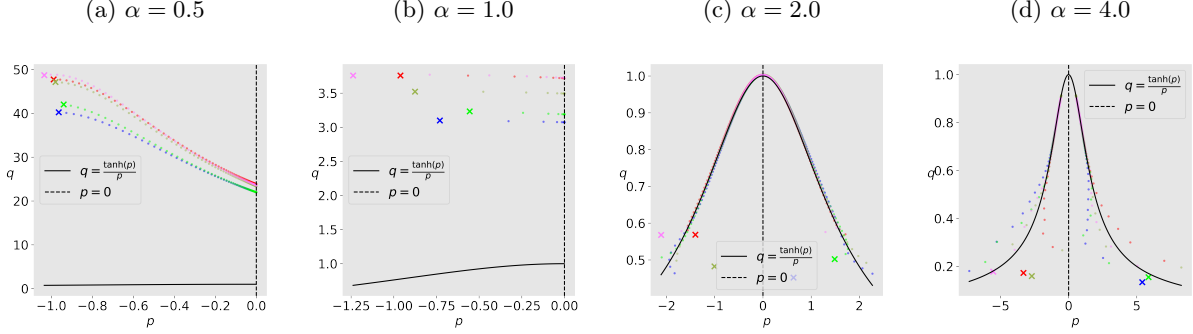 (a) α = 0.5
(b) α = 1.0
(c) α = 2.0
(d) α = 4.0
50
40
30
20
10
0
q
q = tanh(p)/p
p = 0
−1.0 −0.8 −0.6 −0.4 −0.2 0.0
p
3.5
3.0
2.5
2.0
1.5
1.0
q
q = tanh(p)/p
p = 0
−1.25 −1.00 −0.75 −0.50 −0.25 0.00
p
1.0
0.9
0.8
0.7
0.6
0.5
q
q = tanh(p)/p
p = 0
−2 −1 0 1 2
p
1.0
0.8
0.6
0.4
0.2
q
q = tanh(p)/p
p = 0
−5 0 5
p